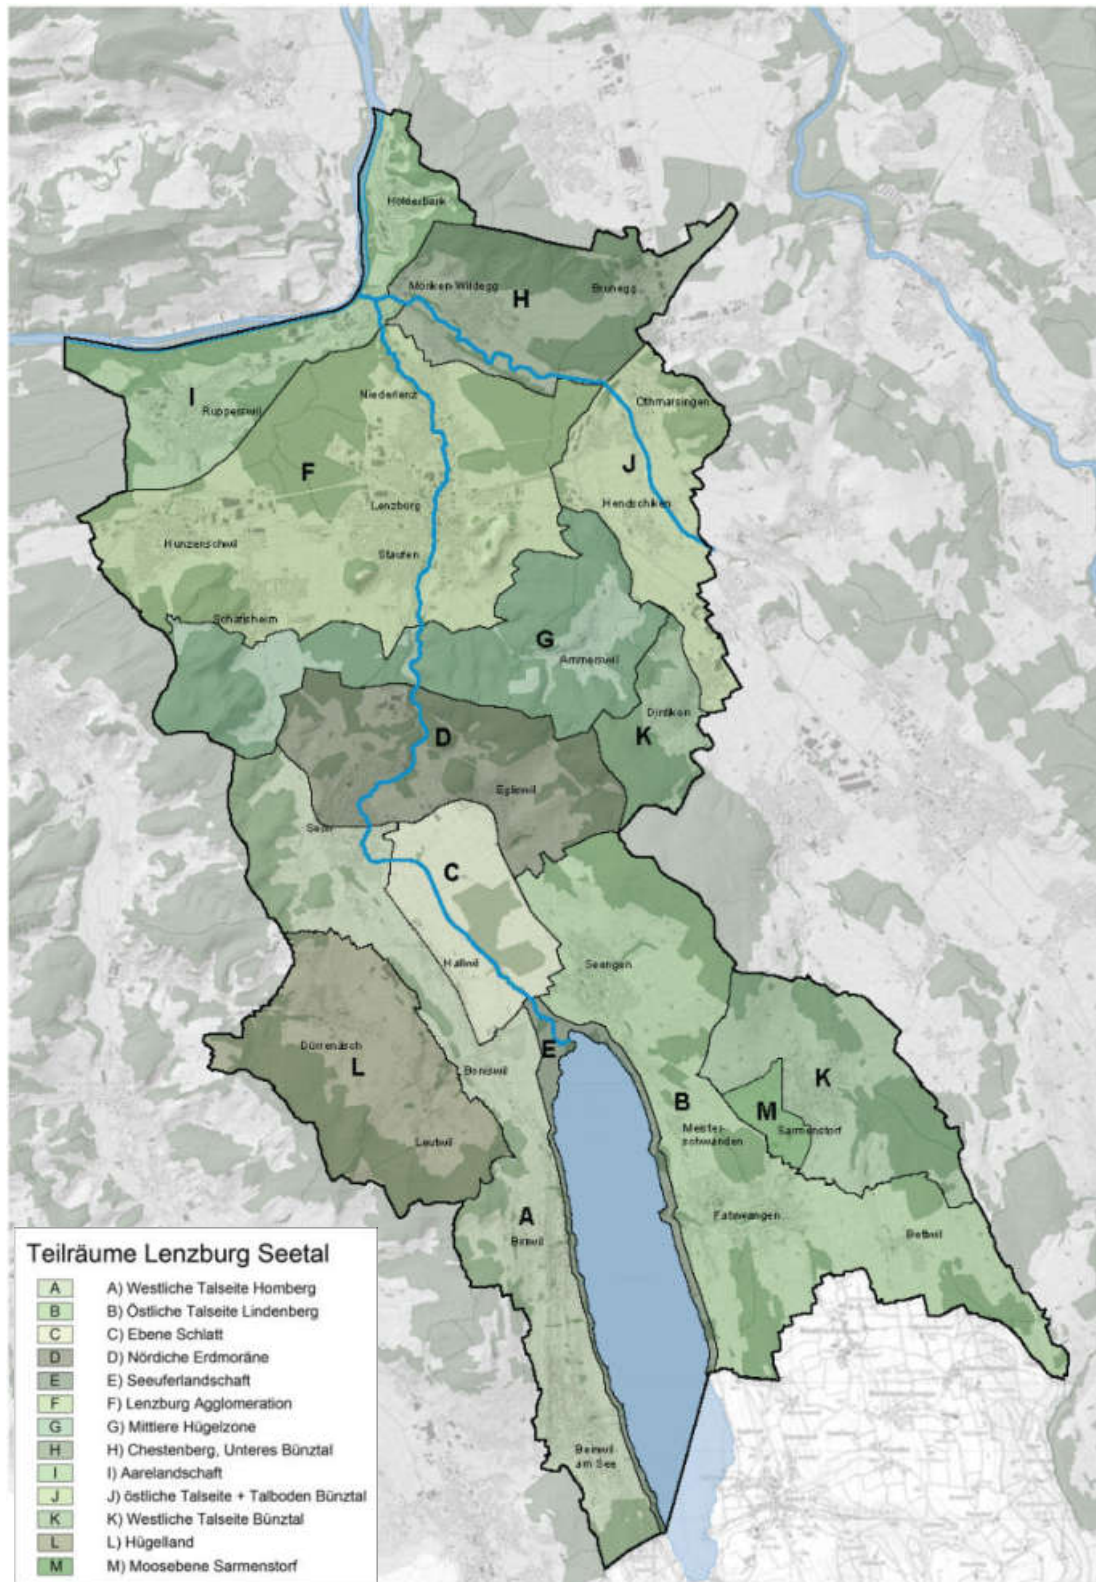 Holderbank
Möriken-Wildegg
H
Brunegg
I
Rupperswil
Niederlenz
Othmarsingen
F
J
Lenzburg
Hendschiken
Hunzenschwil
Staufen
Schafisheim
G
Ammerswil
Dintikon
D
K
Egliswil
Seon
C
Hallwil
Seengen
Dürrenäsch
L
E
Boniswil
B
K
M
Meister-
schwanden
Sarmenstorf
Leutwil
A
Birrwil
Fahrwangen
Bettwil
Beinwil
am See
Teilräume Lenzburg Seetal
A A) Westliche Talseite Homberg
B B) Östliche Talseite Lindenberg
C C) Ebene Schlatt
D D) Nördiche Erdmoräne
E E) Seeuferlandschaft
F F) Lenzburg Agglomeration
G G) Mittlere Hügelzone
H H) Chestenberg, Unteres Bünztal
I I) Aarelandschaft
J J) östliche Talseite + Talboden Bünztal
K K) Westliche Talseite Bünztal
L L) Hügelland
M M) Moosebene Sarmenstorf